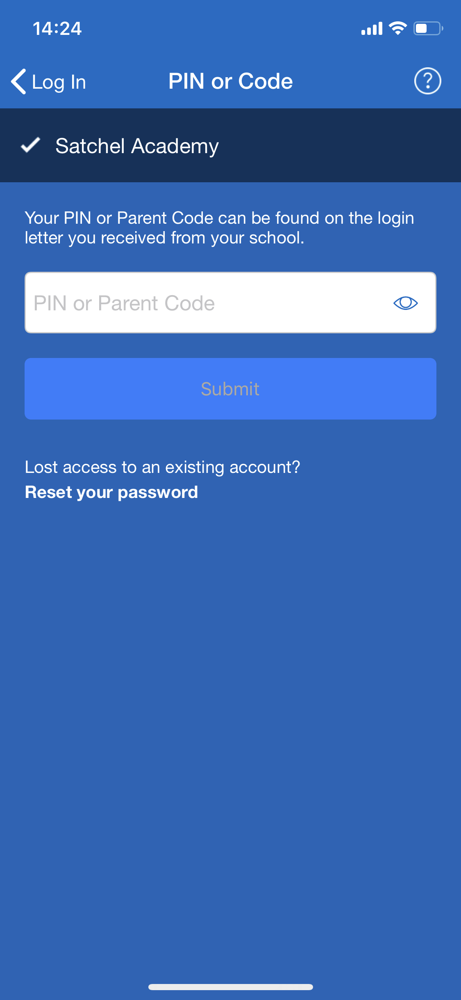 14:24
Log In
PIN or Code
?
Satchel Academy
Your PIN or Parent Code can be found on the login
letter you received from your school.
PIN or Parent Code
Submit
Lost access to an existing account?
Reset your password